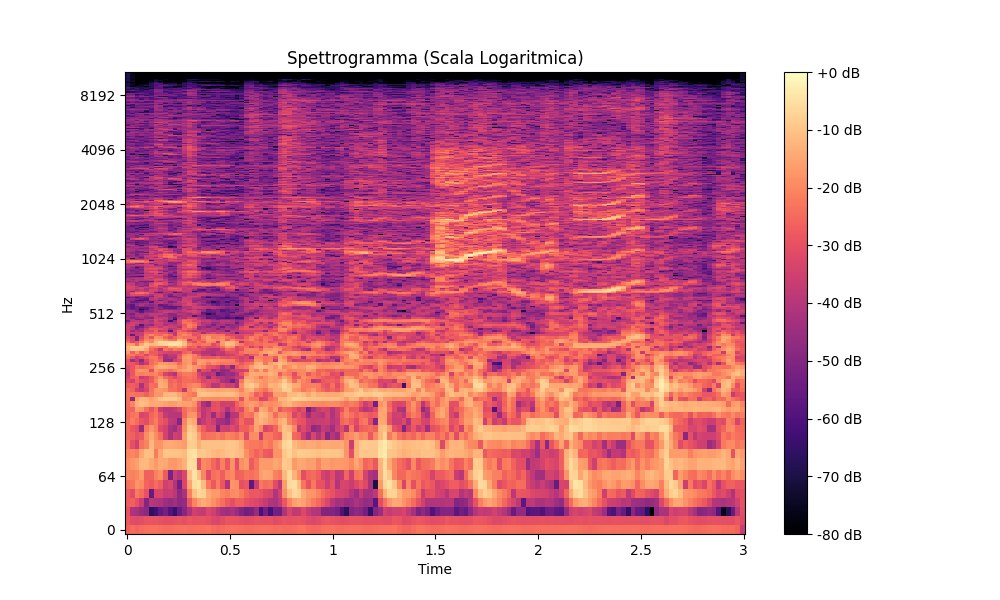 Spettrogramma (Scala Logaritmica)
8192
4096
2048
1024
512
256
128
64
0
Hz
0
0.5
1
1.5
2
2.5
3
Time
+0 dB
-10 dB
-20 dB
-30 dB
-40 dB
-50 dB
-60 dB
-70 dB
-80 dB